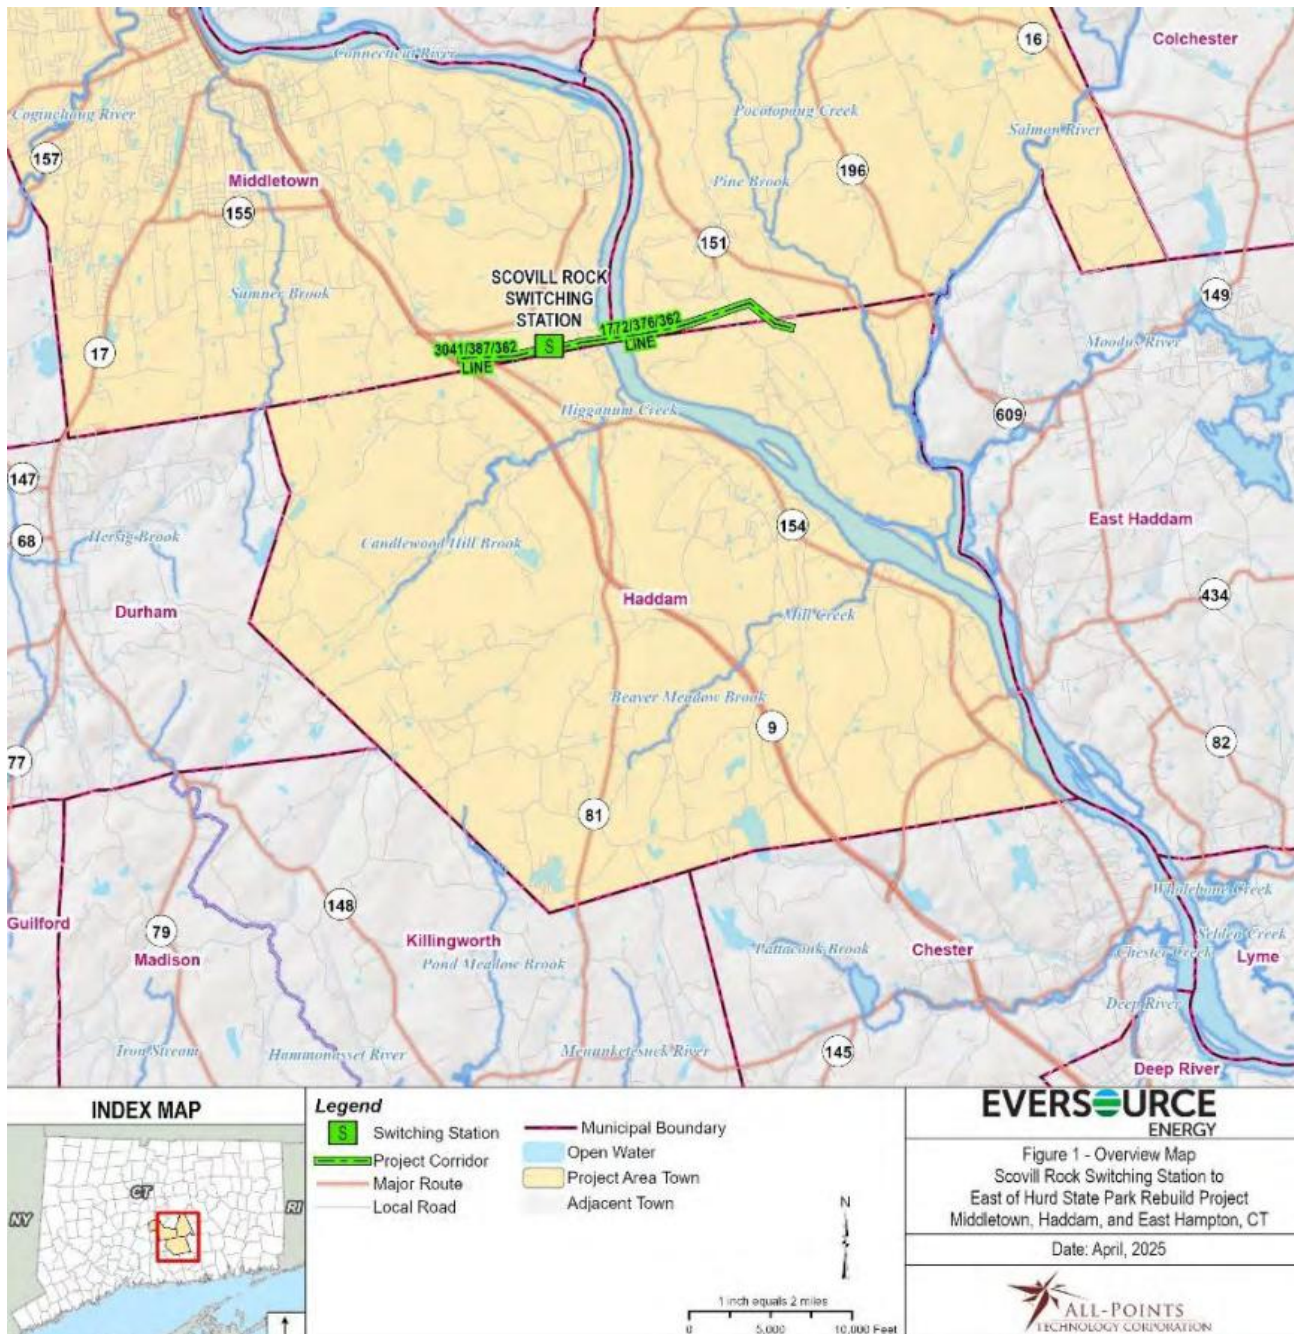 16
Colchester
Connecticut River
Coginchaug River
Pocotopaug Creek
Salmon River
157
Middletown
196
Pine Brook
155
151
SCOVILL ROCK
SWITCHING
STATION
149
Sumner Brook
1772/376/362
LINE
S
3041/387/362
LINE
17
Moodus River
Higganum Creek
609
147
East Haddam
154
68
Hersig Brook
Candlewood Hill Brook
434
Haddam
Durham
Mill Creek
Beaver Meadow Brook
9
82
77
81
Whalebone Creek
148
Guilford
79
Killingworth
Selden Creek
Madison
Pattaconk Brook
Chester
Chester Creek
Lyme
Pond Meadow Brook
Deep River
Iron Stream
Hammonasset River
Menunketesuck River
145
Deep River
INDEX MAP
CT
NY
RI
Legend
S Switching Station
Project Corridor
Major Route
Local Road
Municipal Boundary
Open Water
Project Area Town
Adjacent Town
N
1 inch equals 2 miles
0 5,000 10,000 Feet
EVERSOURCE
ENERGY
Figure 1 - Overview Map
Scovill Rock Switching Station to
East of Hurd State Park Rebuild Project
Middletown, Haddam, and East Hampton, CT
Date: April, 2025
ALL-POINTS
TECHNOLOGY CORPORATION